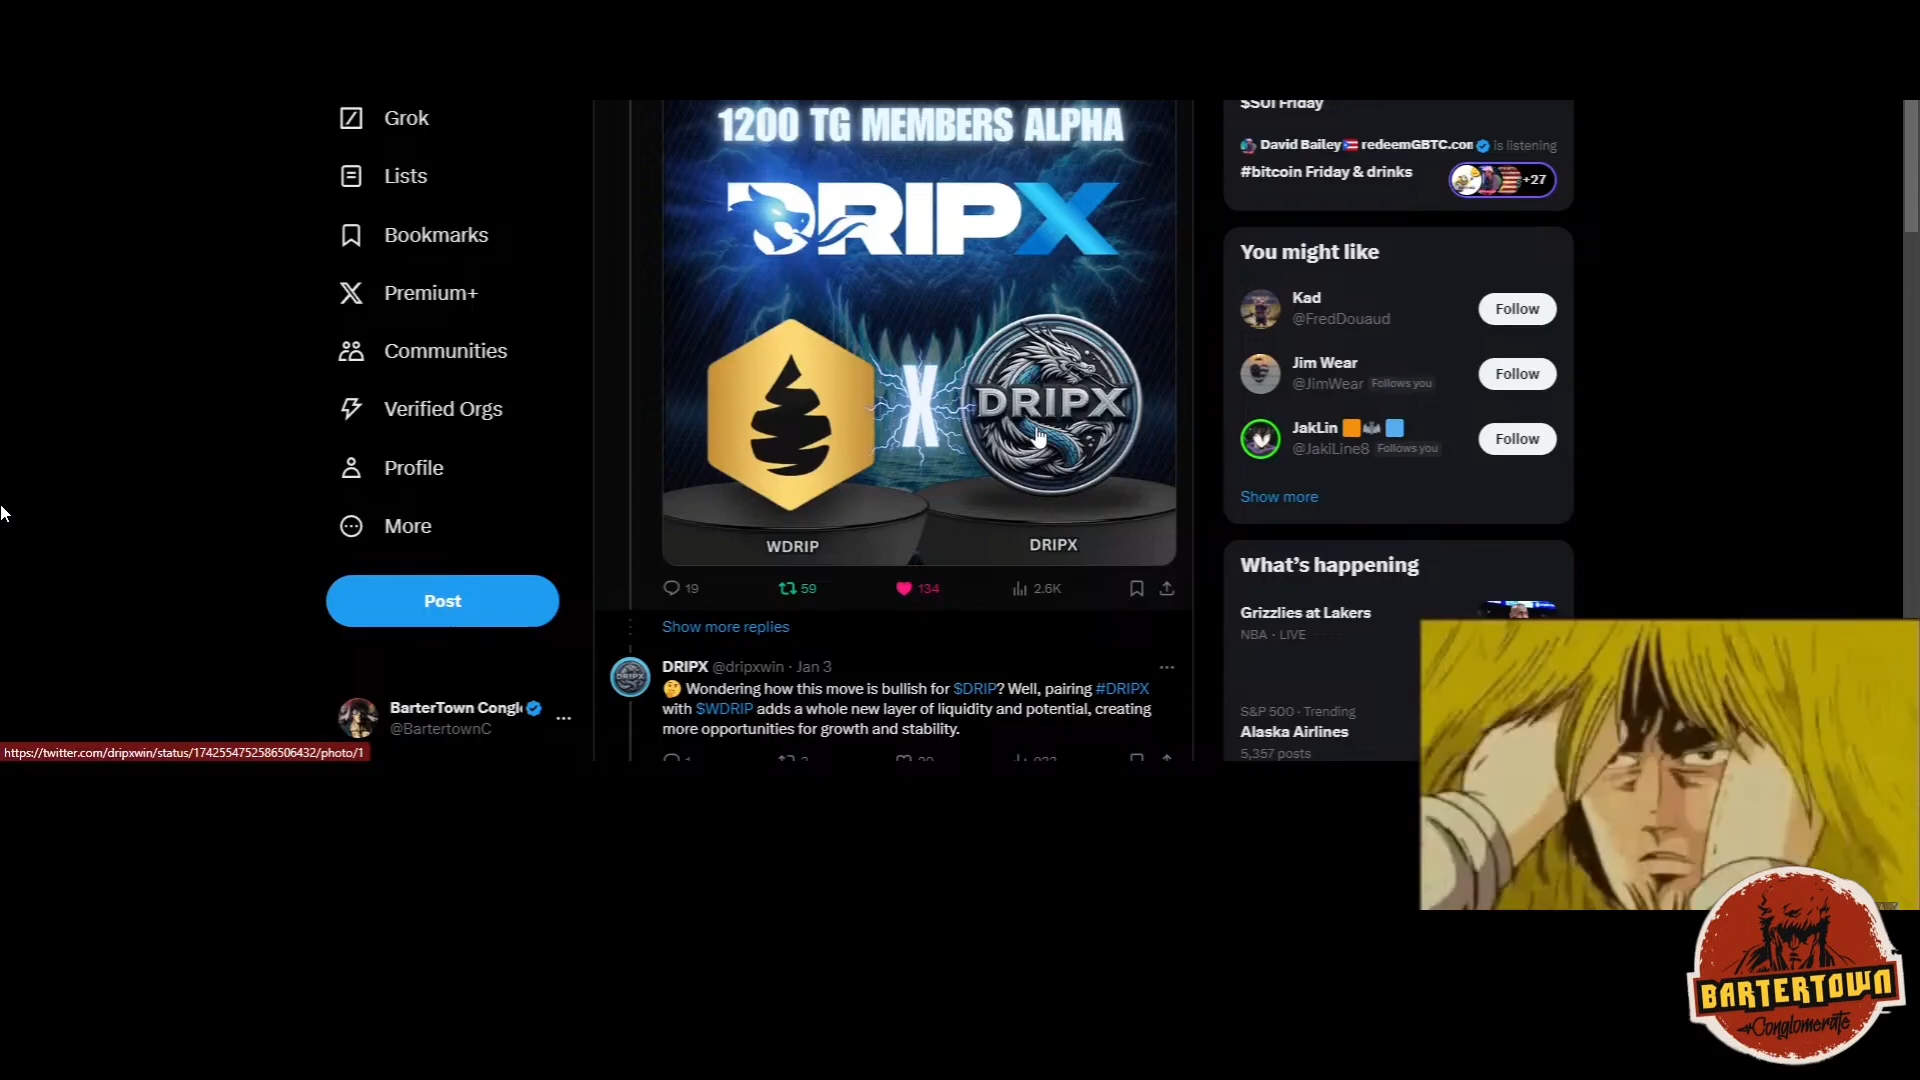 Grok
Lists
Bookmarks
Premium+
Communities
Verified Orgs
Profile
More
Post
BarterTown Congl
@BartertownC
https://twitter.com/dripxwin/status/1742554752586506432/photo/1
1200 TG MEMBERS ALPHA
DRIPX
X
DRIPX
WDRIP
DRIPX
19
59
134
2.6K
Show more replies
DRIPX @dripxwin · Jan 3
Wondering how this move is bullish for $DRIP? Well, pairing #DRIPX
with $WDRIP adds a whole new layer of liquidity and potential, creating
more opportunities for growth and stability.
$SUI Friday
David Bailey redeemGBTC.com is listening
#bitcoin Friday & drinks
+27
You might like
Kad
@FredDouaud
Follow
Jim Wear
@JimWear Follows you
Follow
JakLin
@JakiLine8 Follows you
Follow
Show more
What's happening
Grizzlies at Lakers
NBA · LIVE
S&P 500 · Trending
Alaska Airlines
5,357 posts
BARTERTOWN
Conglomerate